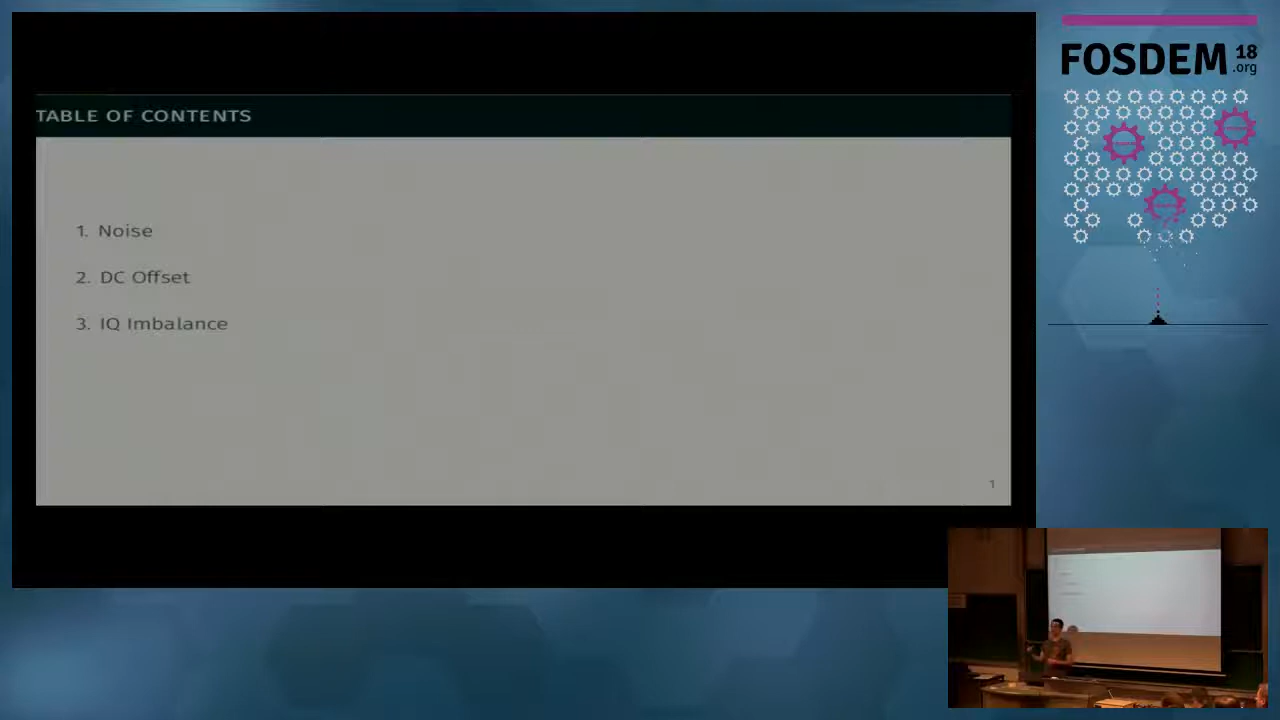 TABLE OF CONTENTS
1. Noise
2. DC Offset
3. IQ Imbalance
1
FOSDEM 18
.org